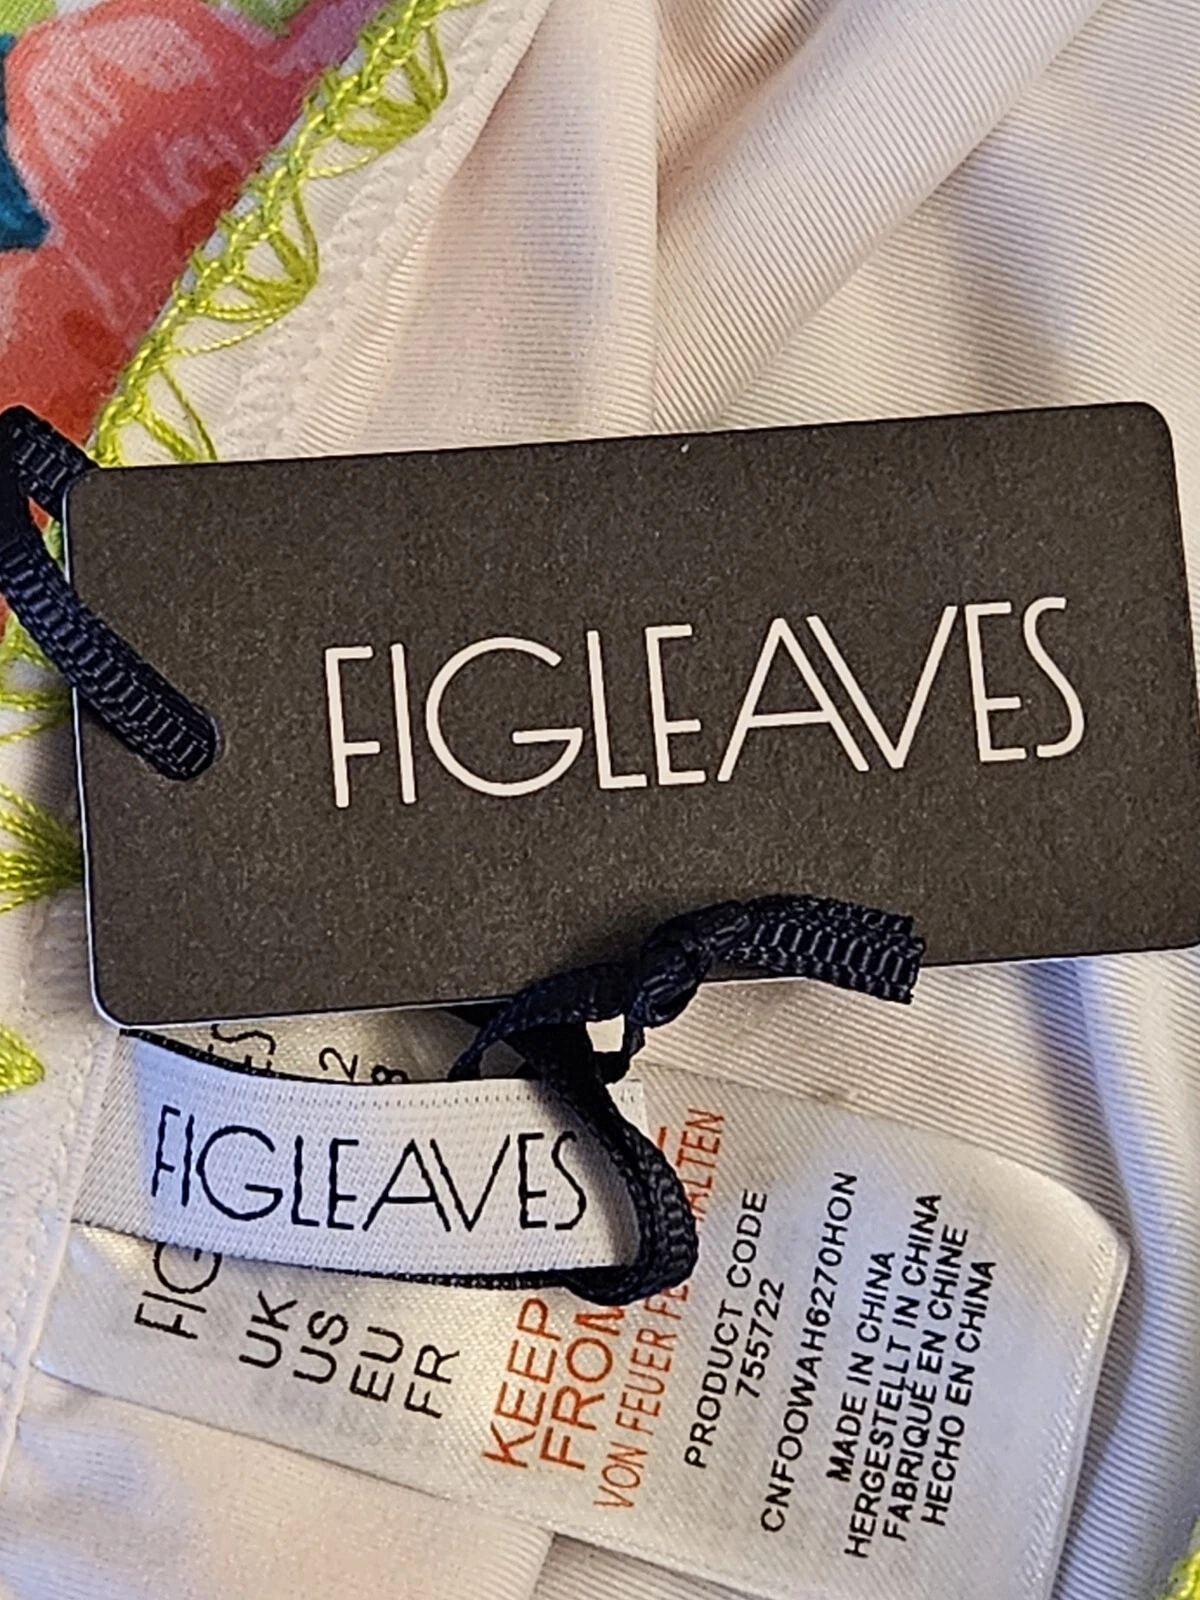 FIGLEAVES
FIGLEAVES
FIG
UK
US
EU
FR
KEEP
FROM
VON FEUER
PRODUCT CODE
755722
CNFOOWAH6270HON
MADE IN CHINA
HERGESTELLT IN CHINA
FABRIQUÉ EN CHINE
HECHO EN CHINA